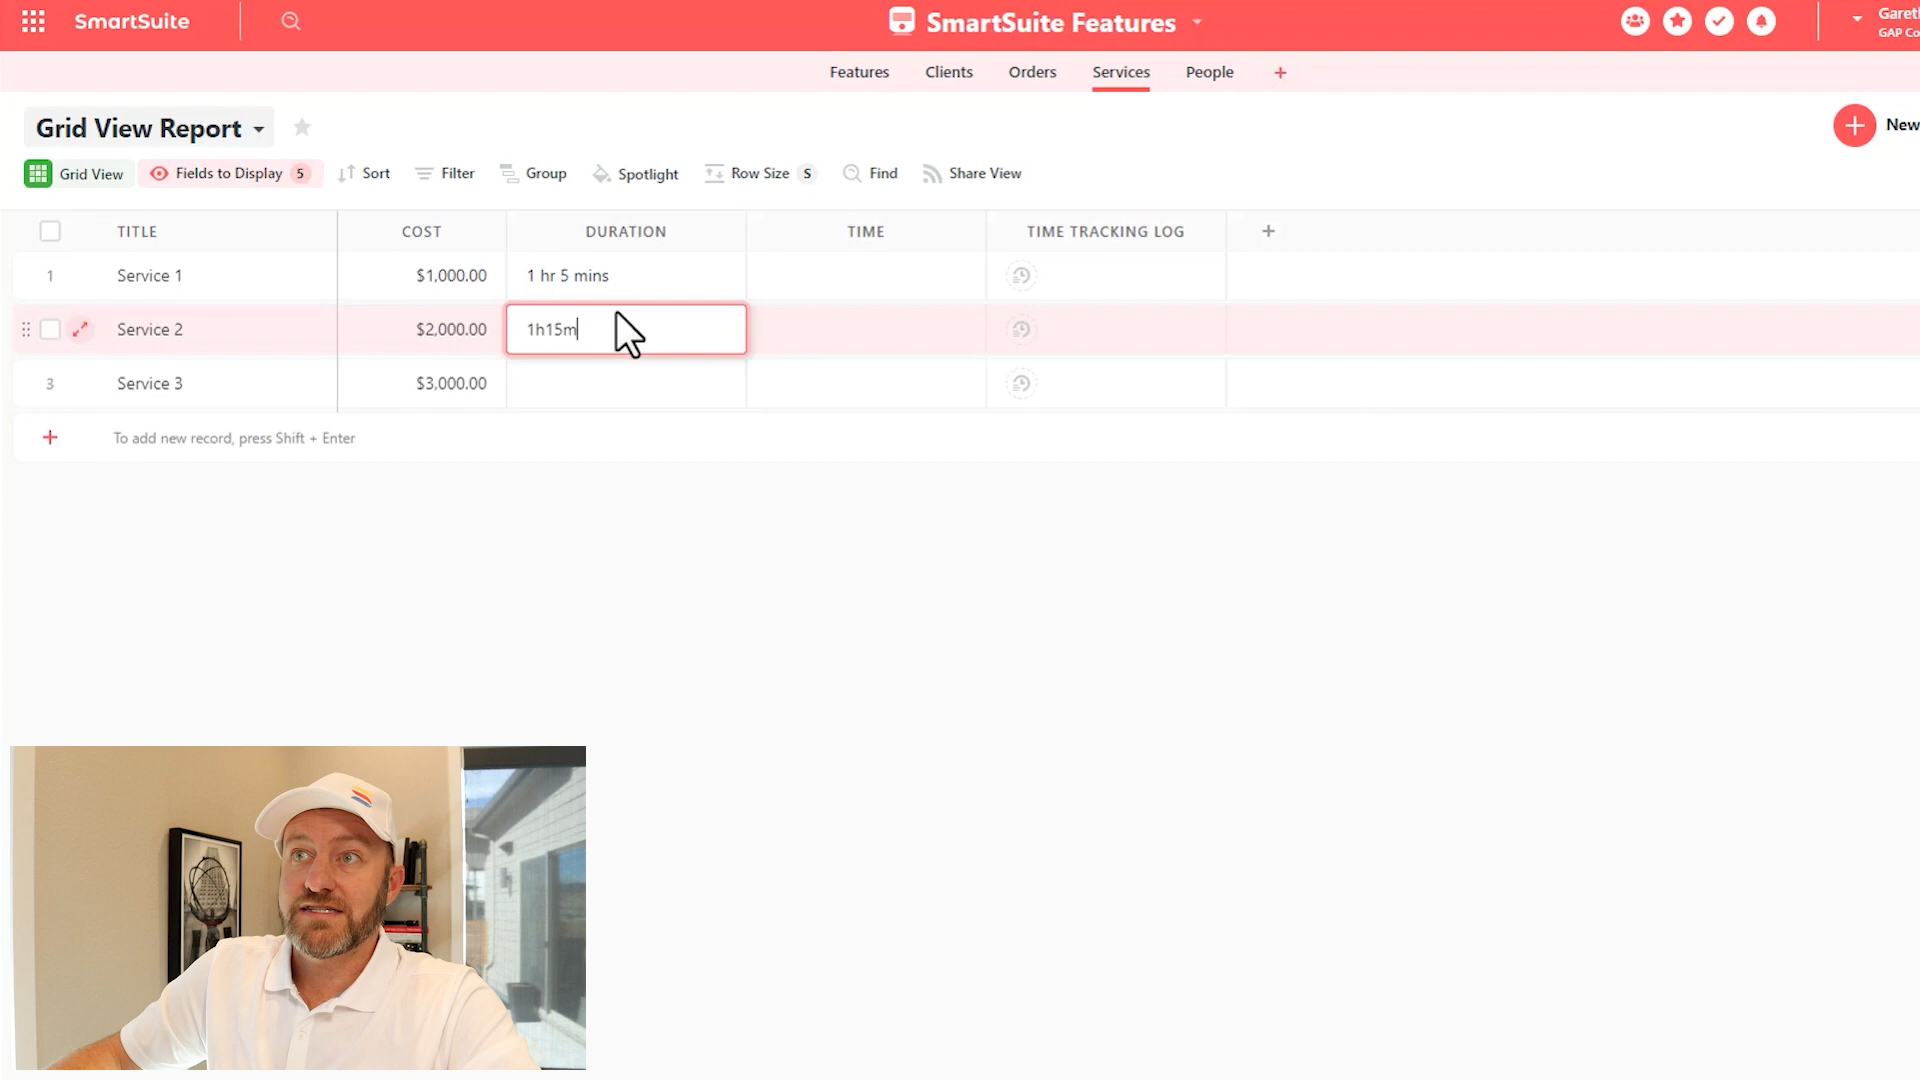 SmartSuite
SmartSuite Features
Garet
GAP Co
Features Clients Orders Services People +
Grid View Report
New
Grid View Fields to Display 5 Sort Filter Group Spotlight Row Size S Find Share View
TITLE COST DURATION TIME TIME TRACKING LOG +
1 Service 1 $1,000.00 1 hr 5 mins
Service 2 $2,000.00 1h15m
3 Service 3 $3,000.00
+ To add new record, press Shift + Enter